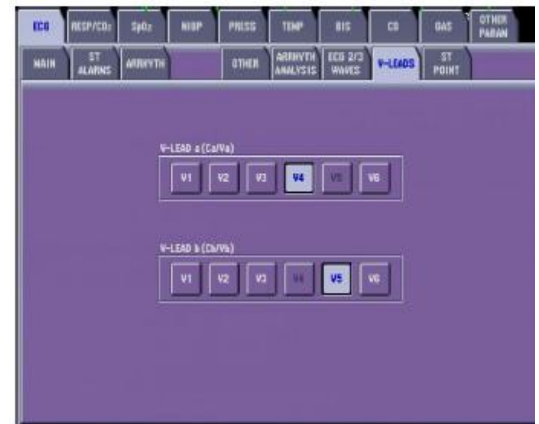 ECG RESP/CO₂ SpO₂ NIBP PRESS TEMP BIS CO GAS OTHER PARAM
MAIN ST ALARMS ARRHYTH OTHER ARRHYTH ANALYSIS ECG 2/3 WAVES V-LEADS ST POINT
V-LEAD a (Ca/Va)
V1 V2 V3 V4 V5 V6
V-LEAD b (Cb/Vb)
V1 V2 V3 V4 V5 V6